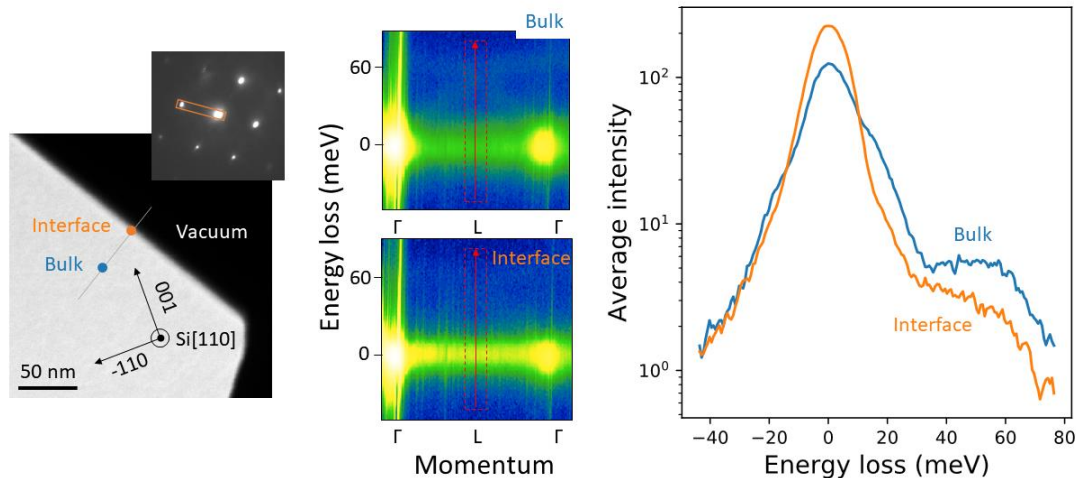 Interface
Bulk
Vacuum
001
Si[110]
-110
50 nm
Energy loss (meV)
Bulk
60
0
Γ
L
Γ
Interface
60
0
Γ
L
Γ
Momentum
Average intensity
10²
10¹
10⁰
Bulk
Interface
−40
−20
0
20
40
60
80
Energy loss (meV)